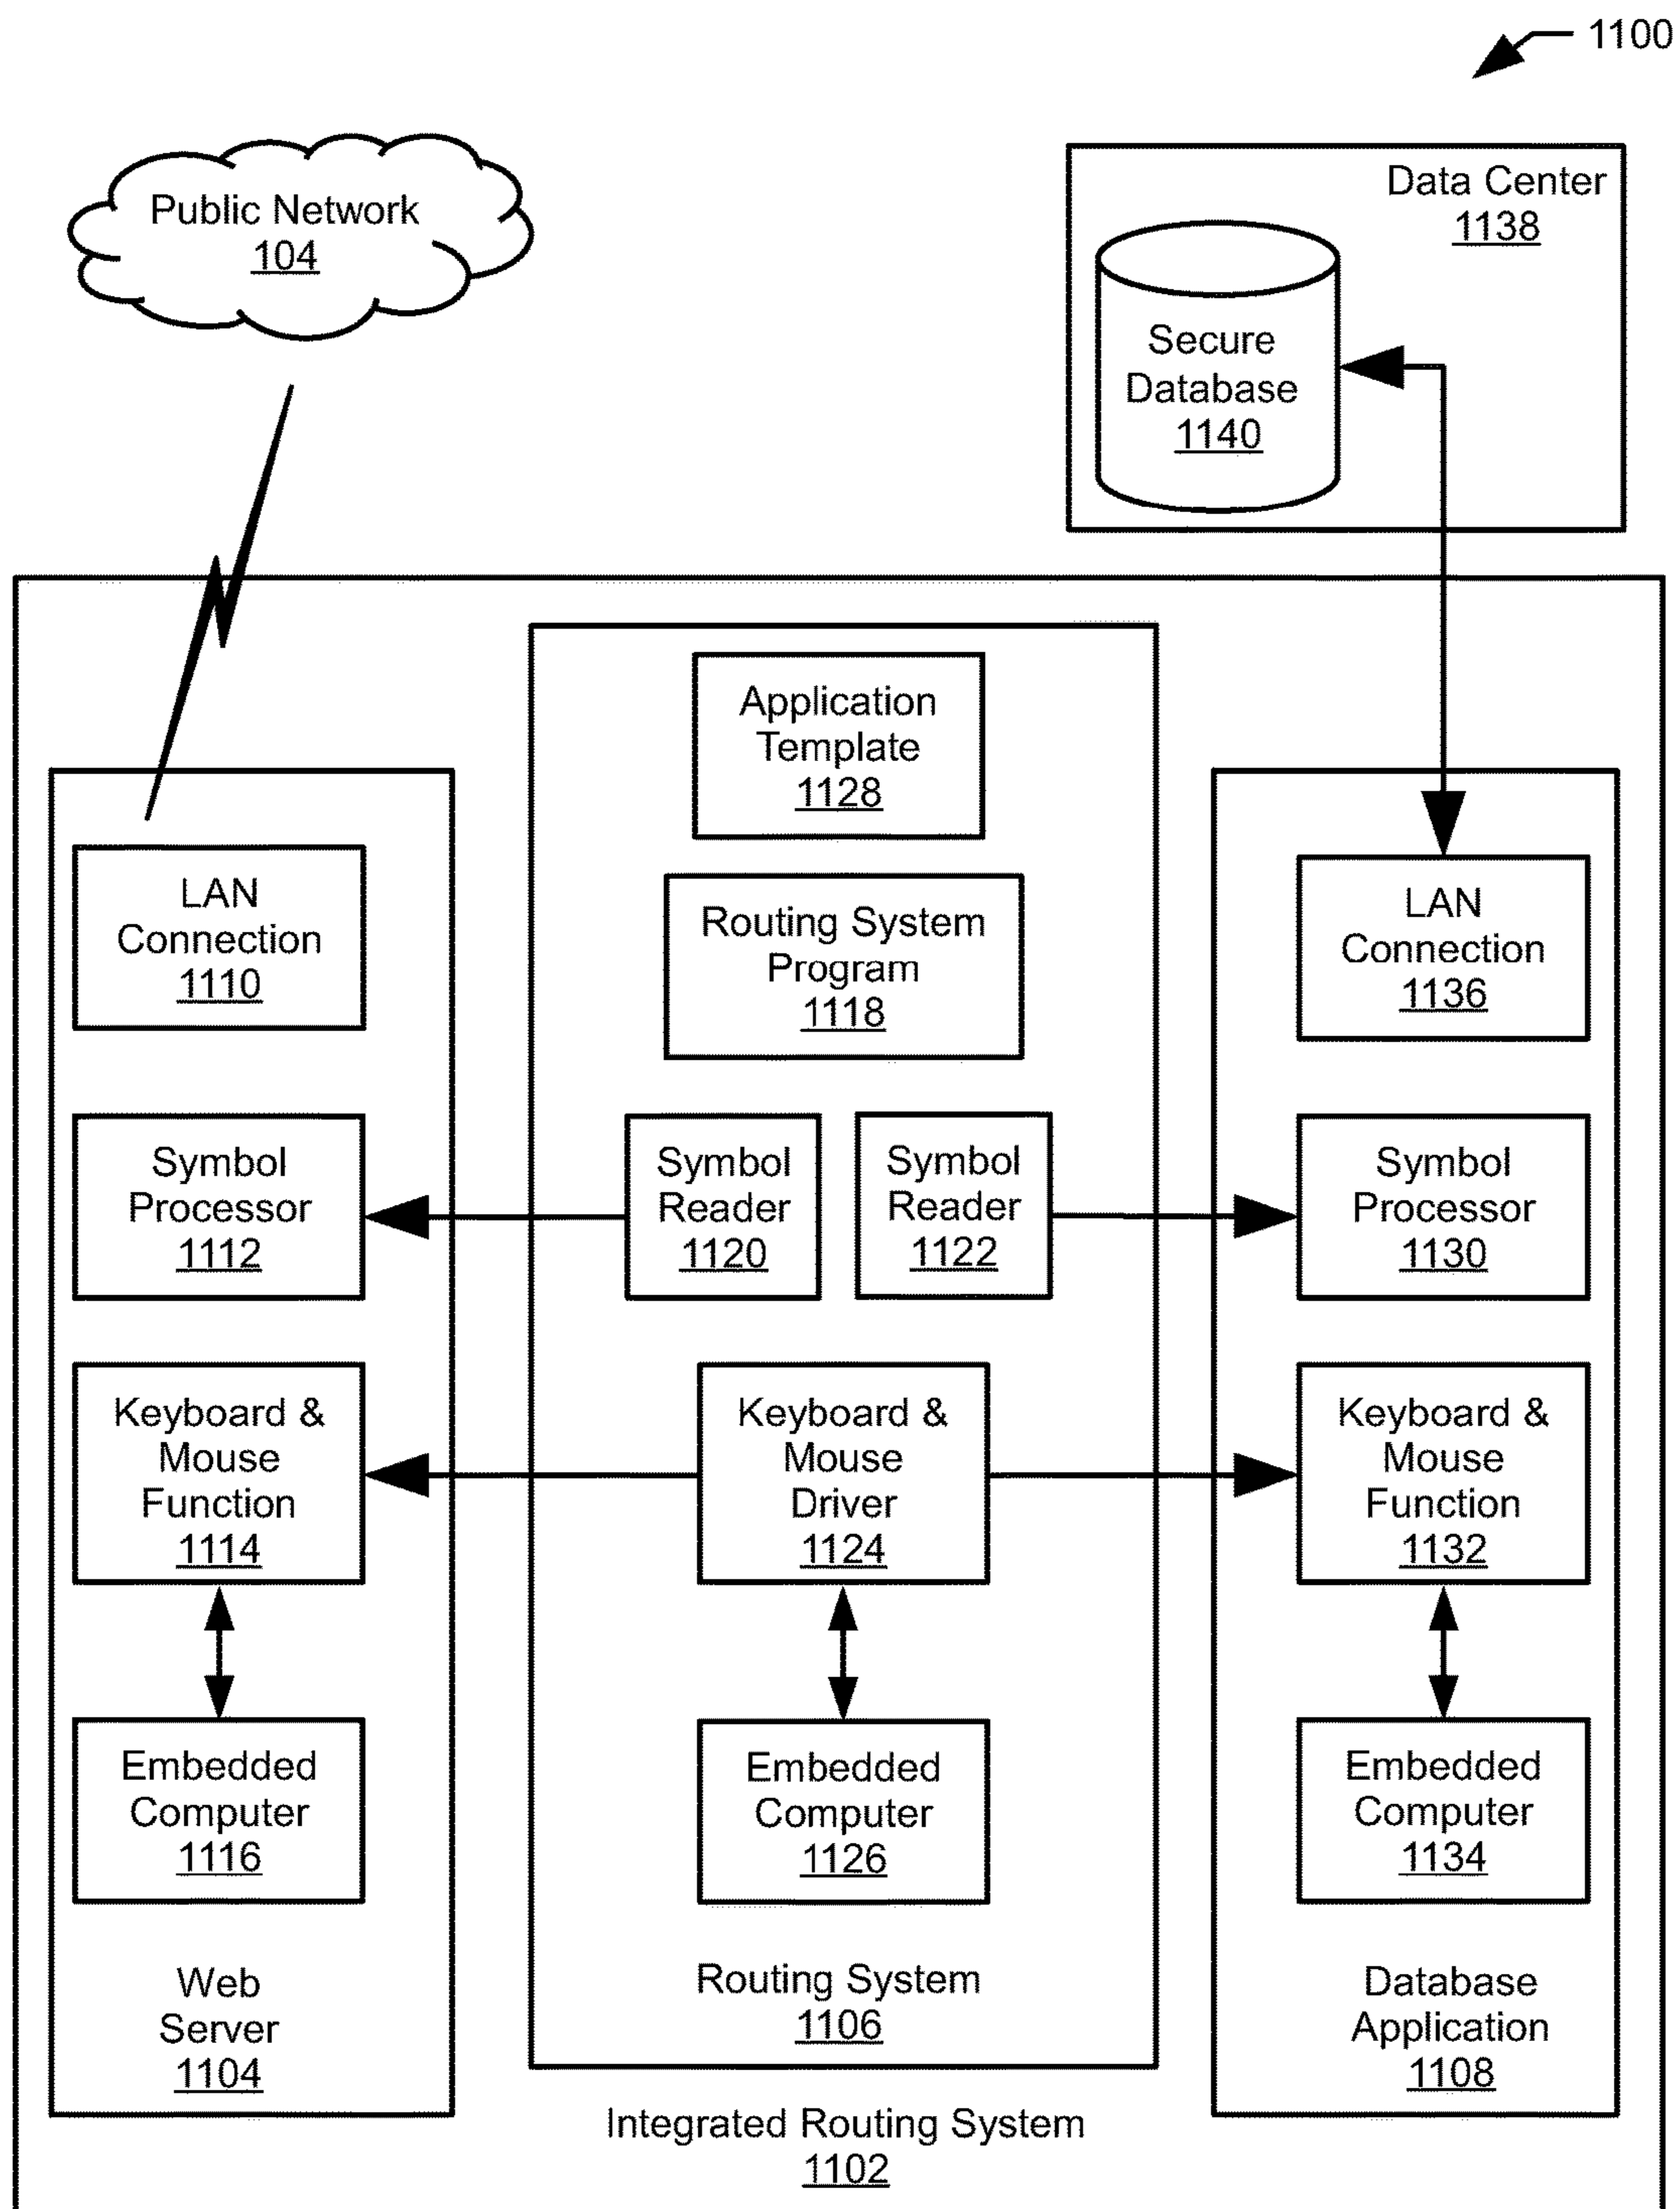 1100
Public Network
104
Data Center
1138
Secure
Database
1140
Application
Template
1128
Routing System
Program
1118
LAN
Connection
1110
LAN
Connection
1136
Symbol
Processor
1112
Symbol
Reader
1120
Symbol
Reader
1122
Symbol
Processor
1130
Keyboard &
Mouse
Function
1114
Keyboard &
Mouse
Driver
1124
Keyboard &
Mouse
Function
1132
Embedded
Computer
1116
Embedded
Computer
1126
Embedded
Computer
1134
Web
Server
1104
Routing System
1106
Database
Application
1108
Integrated Routing System
1102